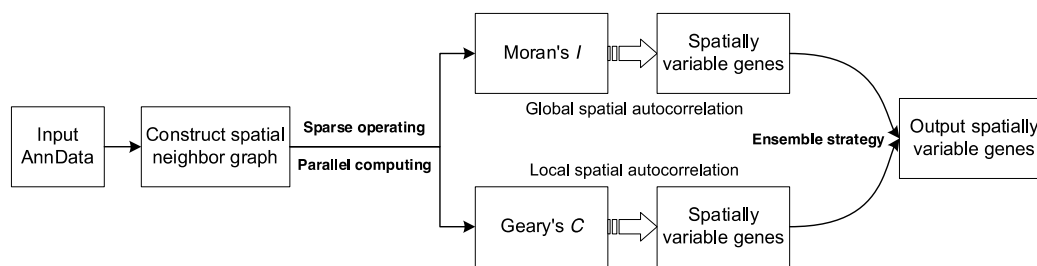 Input
AnnData
Construct spatial
neighbor graph
Sparse operating
Parallel computing
Moran's I
Spatially
variable genes
Global spatial autocorrelation
Local spatial autocorrelation
Geary's C
Spatially
variable genes
Ensemble strategy
Output spatially
variable genes